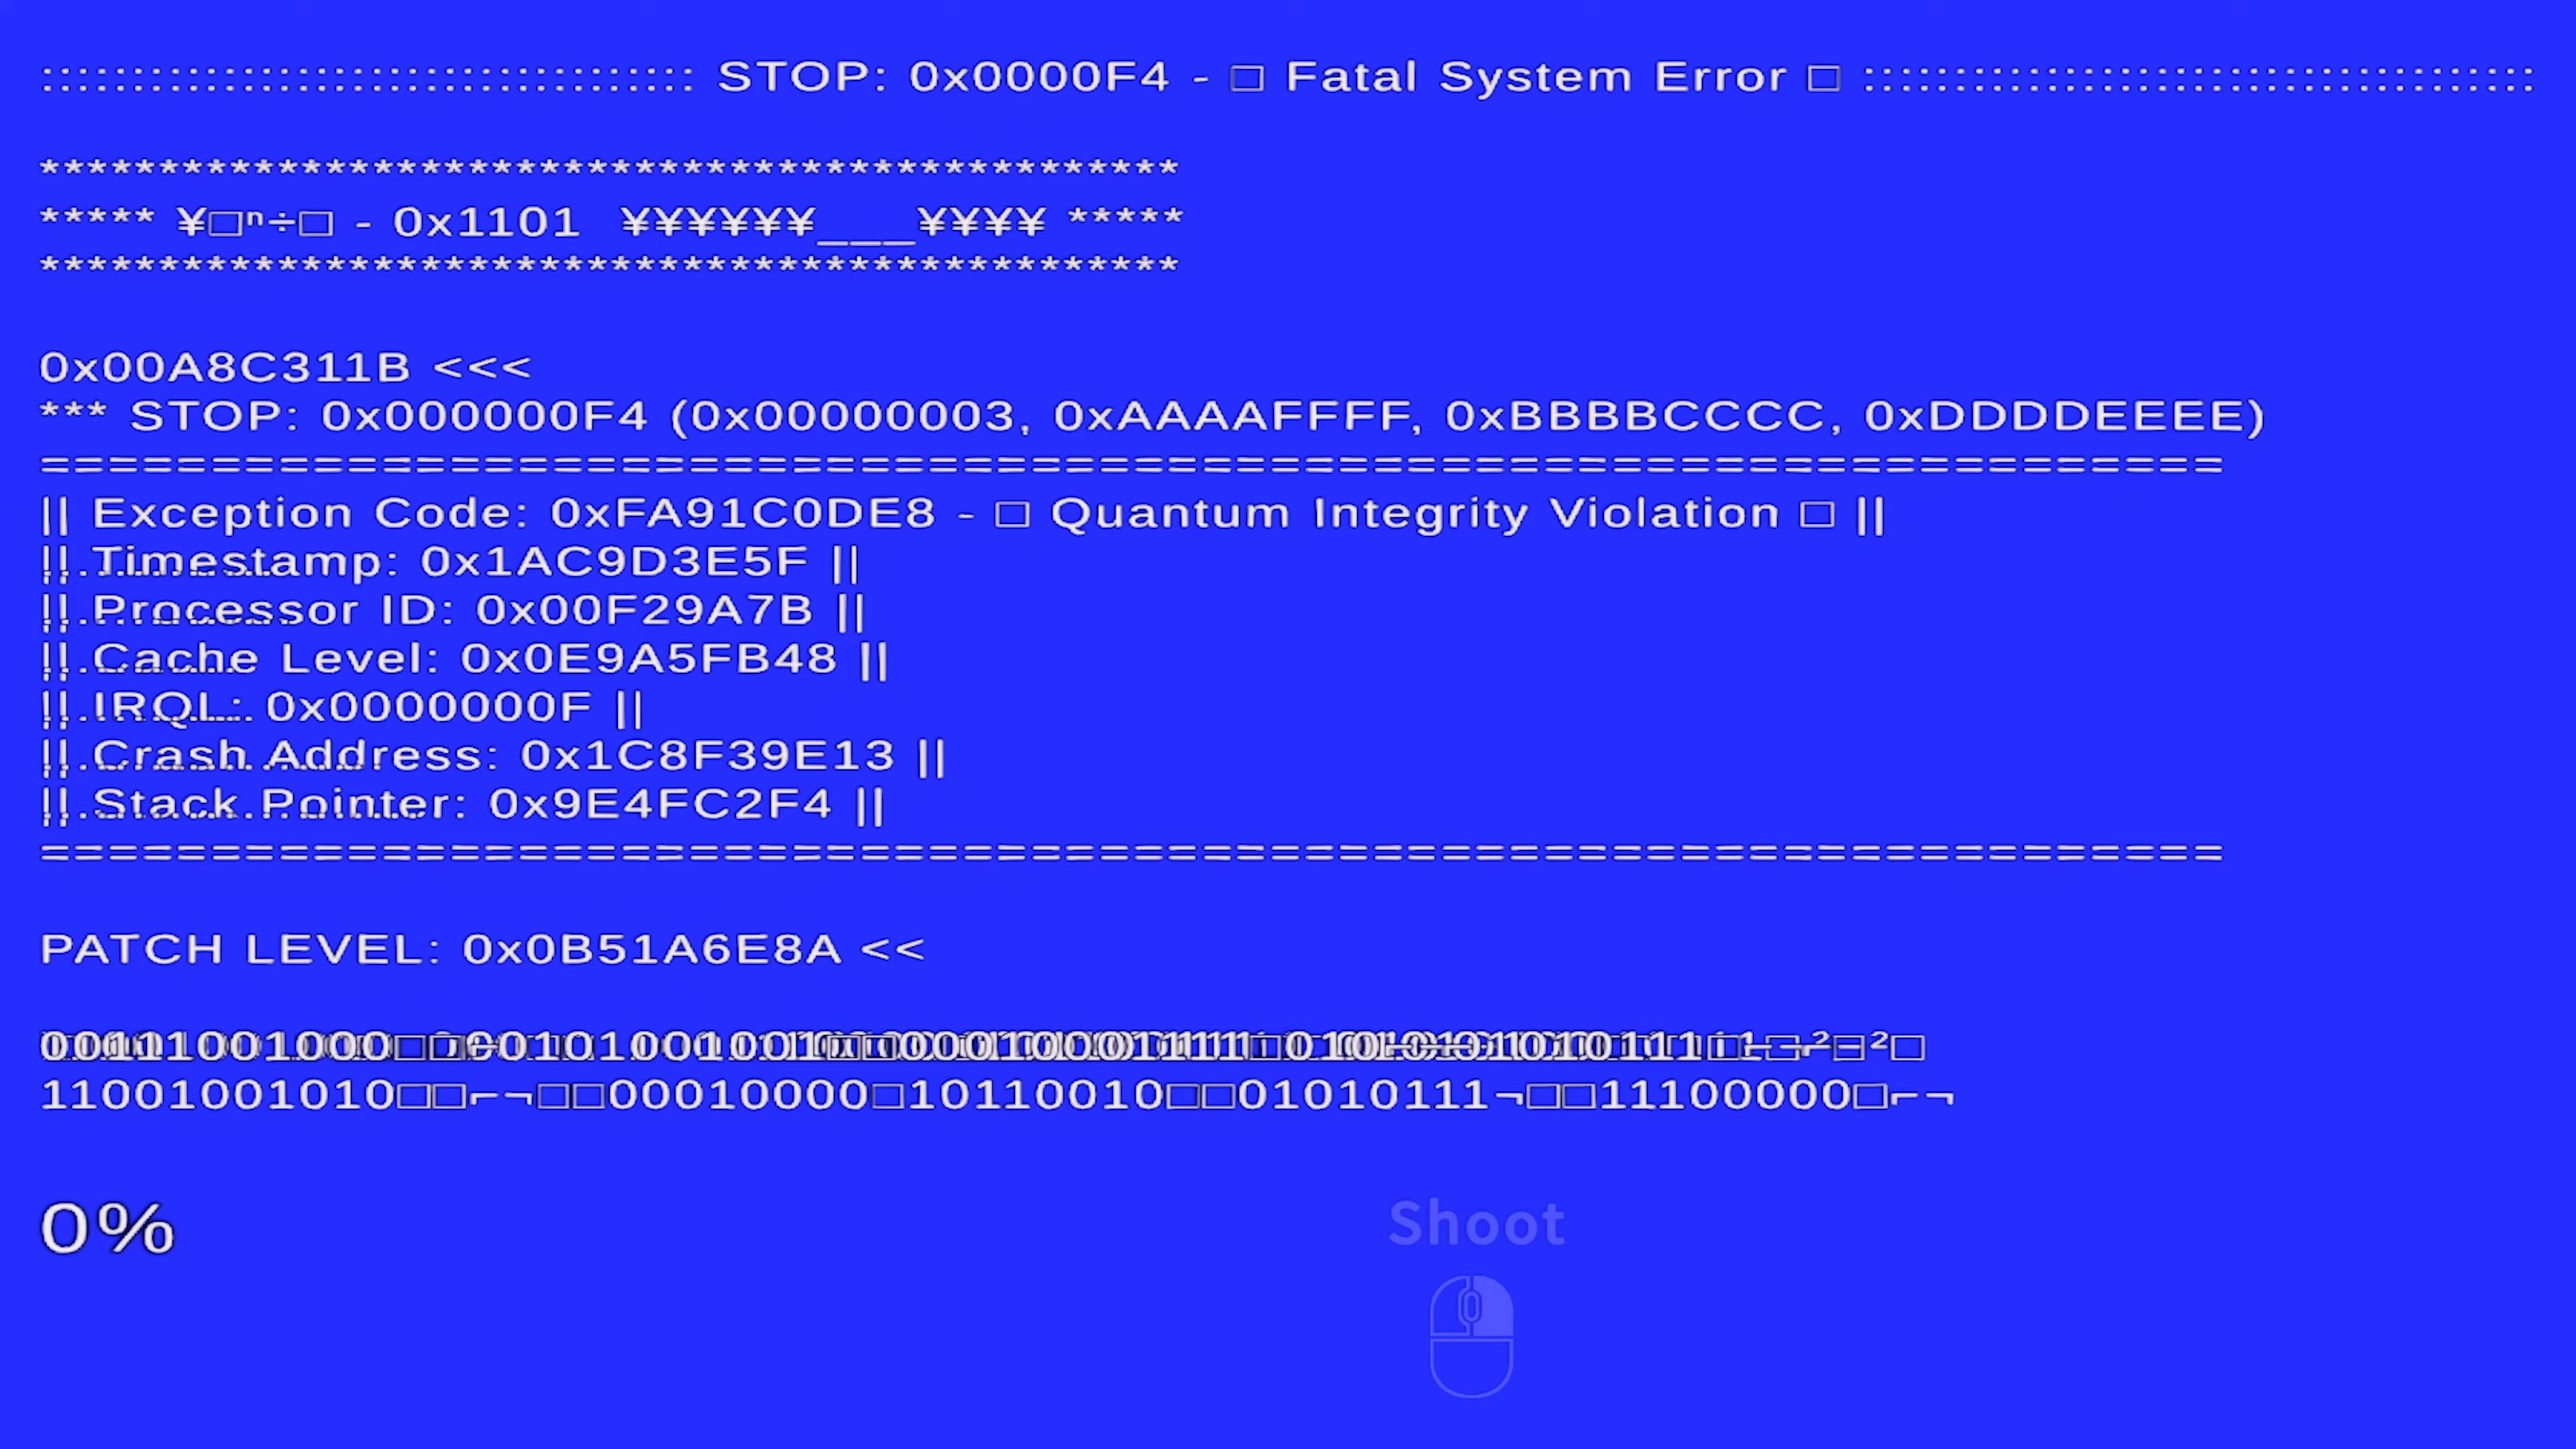 :::::::::::::::::::::::::::::::::::: STOP: 0x0000F4 - □ Fatal System Error □ :::::::::::::::::::::::::::::::::::::
************************************************
***** ¥□ⁿ÷□ - 0x1101  ¥¥¥¥¥¥___¥¥¥¥ *****
************************************************
0x00A8C311B <<<
*** STOP: 0x000000F4 (0x00000003, 0xAAAAFFFF, 0xBBBBCCCC, 0xDDDDEEEE)
=====================================================================
|| Exception Code: 0xFA91C0DE8 - □ Quantum Integrity Violation □ ||
|| Timestamp: 0x1AC9D3E5F ||
|| Processor ID: 0x00F29A7B ||
|| Cache Level: 0x0E9A5FB48 ||
|| IRQL: 0x0000000F ||
|| Crash Address: 0x1C8F39E13 ||
|| Stack Pointer: 0x9E4FC2F4 ||
=====================================================================
PATCH LEVEL: 0x0B51A6E8A <<
11001001010□□⌐¬□□00010000□10110010□□01010111¬□□11100000□⌐¬
0%
Shoot